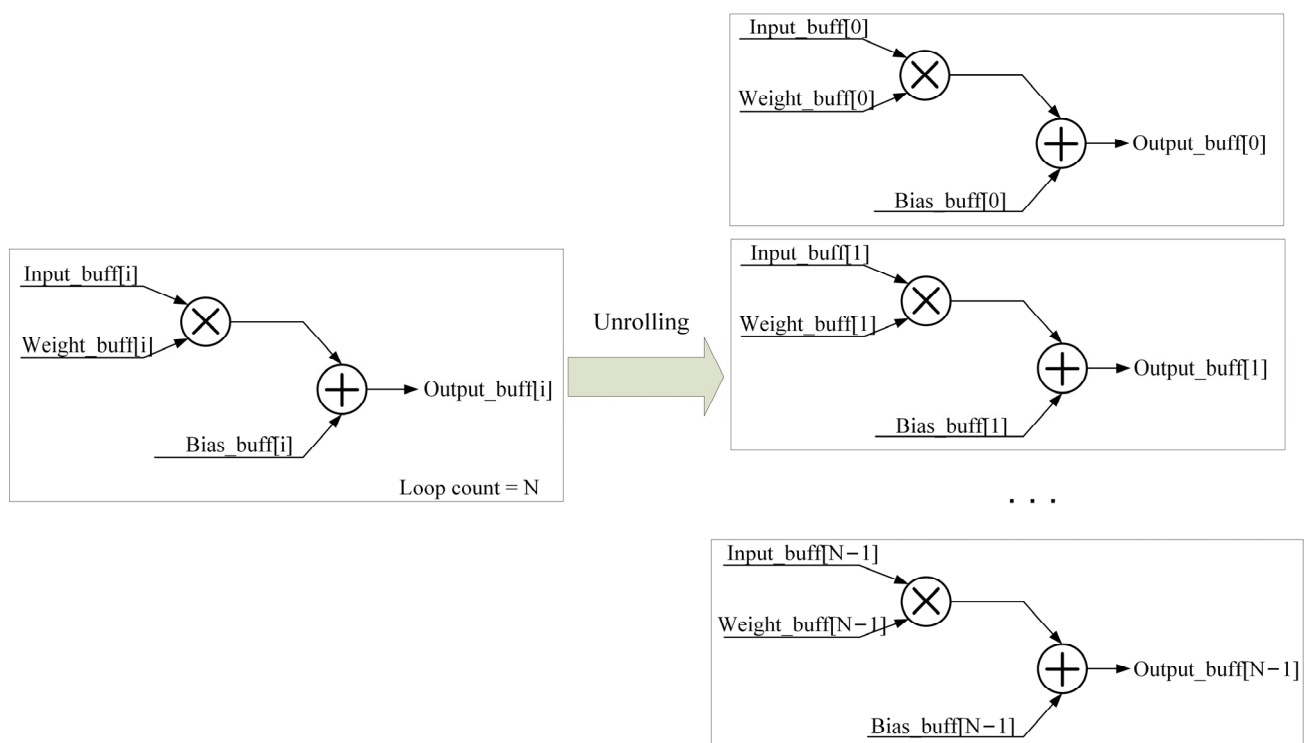 Input_buff[i]
Weight_buff[i]
Output_buff[i]
Bias_buff[i]
Loop count = N
Unrolling
Input_buff[0]
Weight_buff[0]
Output_buff[0]
Bias_buff[0]
Input_buff[1]
Weight_buff[1]
Output_buff[1]
Bias_buff[1]
. . .
Input_buff[N−1]
Weight_buff[N−1]
Output_buff[N−1]
Bias_buff[N−1]